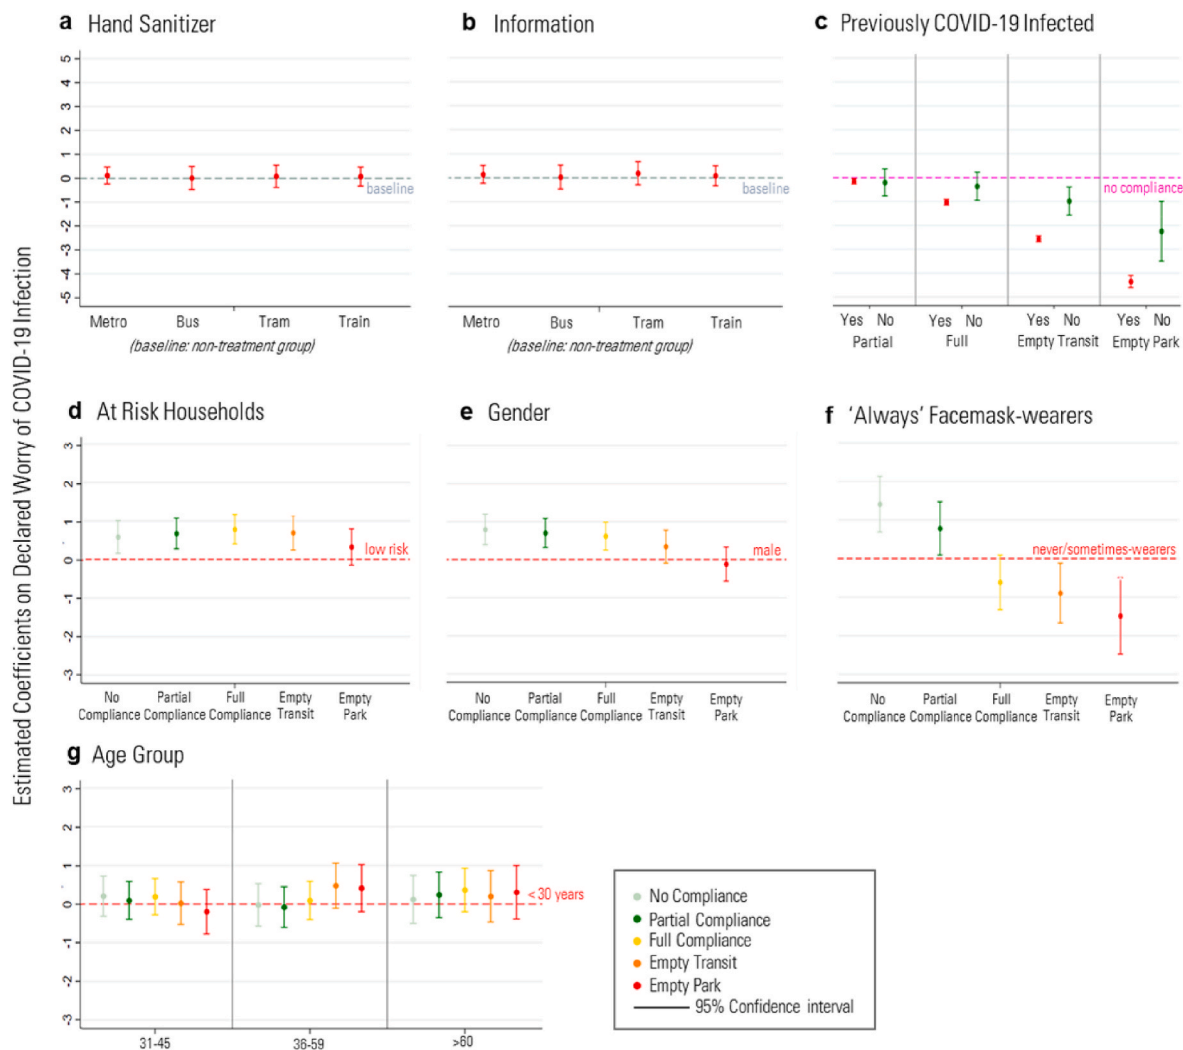 a Hand Sanitizer
b Information
c Previously COVID-19 Infected
Estimated Coefficients on Declared Worry of COVID-19 Infection
5
4
3
2
1
0
-1
-2
-3
-4
-5
baseline
Metro Bus Tram Train
(baseline: non-treatment group)
baseline
Metro Bus Tram Train
(baseline: non-treatment group)
no compliance
Yes No Yes No Yes No Yes No
Partial Full Empty Transit Empty Park
d At Risk Households
e Gender
f 'Always' Facemask-wearers
3
2
1
0
-1
-2
-3
low risk
No Partial Full Empty Empty
Compliance Compliance Compliance Transit Park
male
No Partial Full Empty Empty
Compliance Compliance Compliance Transit Park
never/sometimes-wearers
No Partial Full Empty Empty
Compliance Compliance Compliance Transit Park
g Age Group
3
2
1
0
-1
-2
-3
< 30 years
31-45 36-59 >60
No Compliance
Partial Compliance
Full Compliance
Empty Transit
Empty Park
95% Confidence interval